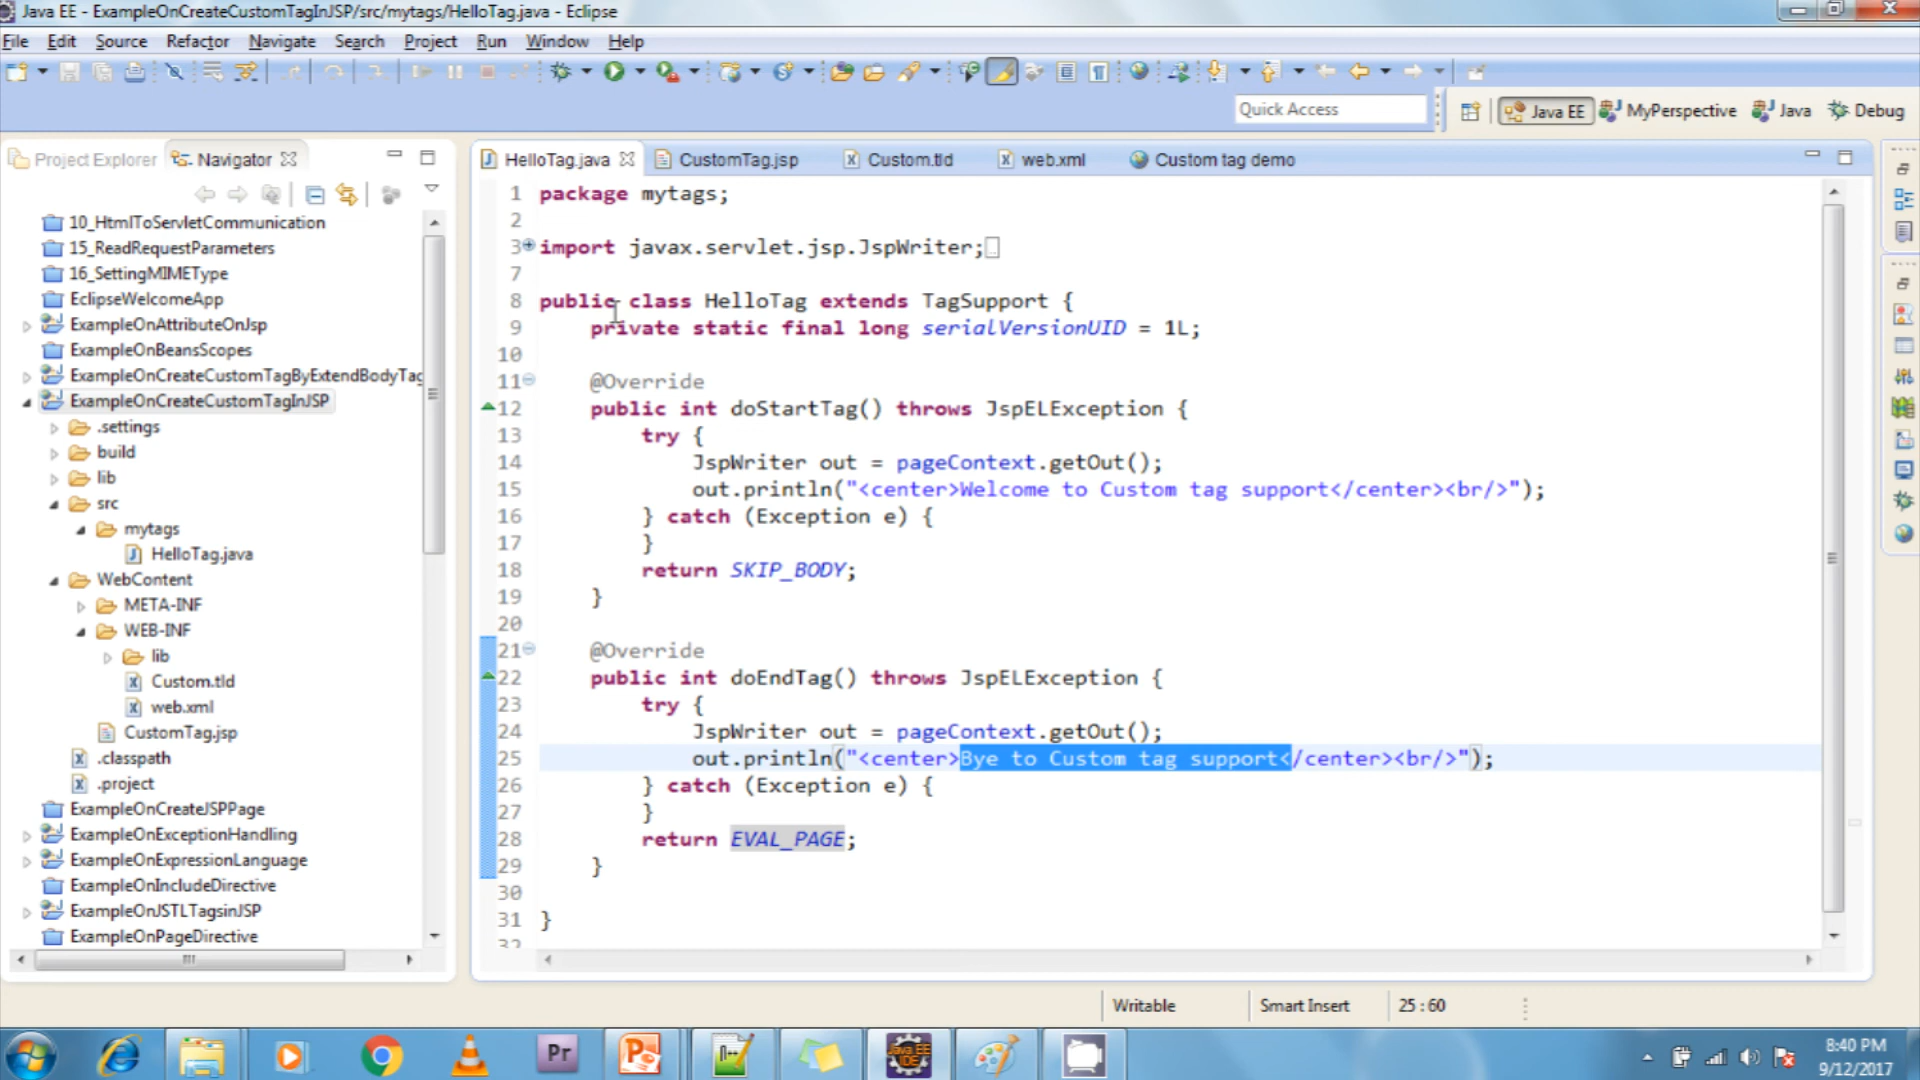 Java EE - ExampleOnCreateCustomTagInJSP/src/mytags/HelloTag.java - Eclipse
File Edit Source Refactor Navigate Search Project Run Window Help
Quick Access
Java EE MyPerspective Java Debug
Project Explorer Navigator
HelloTag.java CustomTag.jsp Custom.tld web.xml Custom tag demo
10_HtmlToServletCommunication
15_ReadRequestParameters
16_SettingMIMEType
EclipseWelcomeApp
ExampleOnAttributeOnJsp
ExampleOnBeansScopes
ExampleOnCreateCustomTagByExtendBodyTag
ExampleOnCreateCustomTagInJSP
.settings
build
lib
src
mytags
HelloTag.java
WebContent
META-INF
WEB-INF
lib
Custom.tld
web.xml
CustomTag.jsp
.classpath
.project
ExampleOnCreateJSPPage
ExampleOnExceptionHandling
ExampleOnExpressionLanguage
ExampleOnIncludeDirective
ExampleOnJSTLTagsinJSP
ExampleOnPageDirective
1 package mytags;
2
3 import javax.servlet.jsp.JspWriter;
7
8 public class HelloTag extends TagSupport {
9 private static final long serialVersionUID = 1L;
10
11 @Override
12 public int doStartTag() throws JspELException {
13 try {
14 JspWriter out = pageContext.getOut();
15 out.println("<center>Welcome to Custom tag support</center><br/>");
16 } catch (Exception e) {
17 }
18 return SKIP_BODY;
19 }
20
21 @Override
22 public int doEndTag() throws JspELException {
23 try {
24 JspWriter out = pageContext.getOut();
25 out.println("<center>Bye to Custom tag support</center><br/>");
26 } catch (Exception e) {
27 }
28 return EVAL_PAGE;
29 }
30
31 }
32
Writable Smart Insert 25 : 60
Pr
Java EE
IDE
8:40 PM
9/12/2017